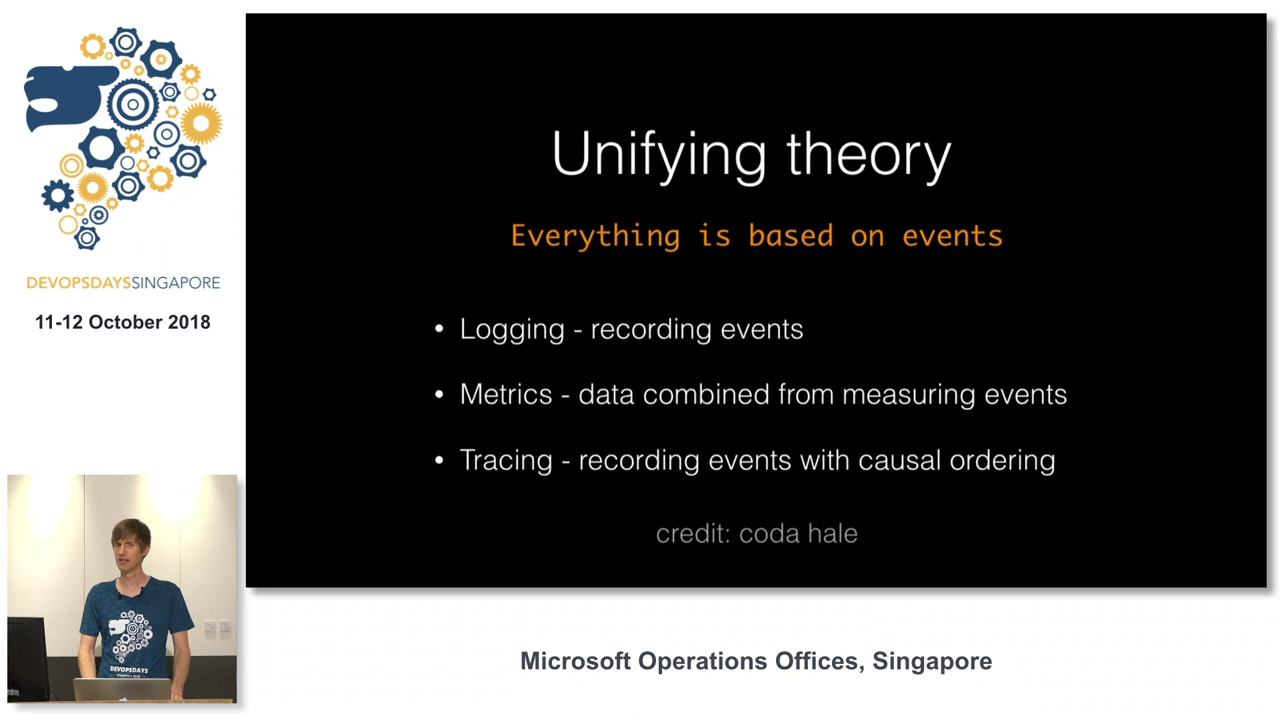 DEVOPSDAYSSINGAPORE
11-12 October 2018
Unifying theory
Everything is based on events
• Logging - recording events
• Metrics - data combined from measuring events
• Tracing - recording events with causal ordering
credit: coda hale
DEVOPSDAYS
Microsoft Operations Offices, Singapore